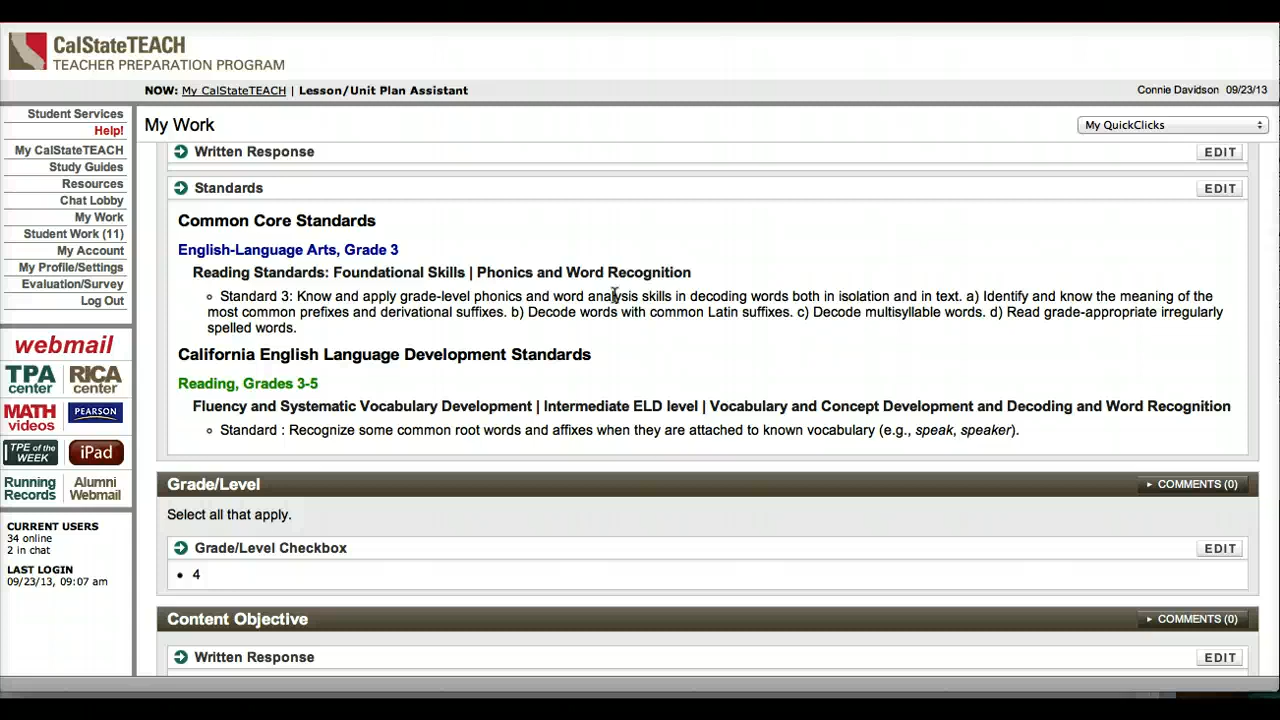 CalStateTEACH
TEACHER PREPARATION PROGRAM
NOW: My CalStateTEACH | Lesson/Unit Plan Assistant
Connie Davidson 09/23/13
Student Services
Help!
My CalStateTEACH
Study Guides
Resources
Chat Lobby
My Work
Student Work (11)
My Account
My Profile/Settings
Evaluation/Survey
Log Out
webmail
TPA center
RICA center
MATH videos
PEARSON
TPE of the WEEK
iPad
Running Records
Alumni Webmail
CURRENT USERS
34 online
2 in chat
LAST LOGIN
09/23/13, 09:07 am
My Work
My QuickClicks
Written Response
EDIT
Standards
EDIT
Common Core Standards
English-Language Arts, Grade 3
Reading Standards: Foundational Skills | Phonics and Word Recognition
Standard 3: Know and apply grade-level phonics and word analysis skills in decoding words both in isolation and in text. a) Identify and know the meaning of the
most common prefixes and derivational suffixes. b) Decode words with common Latin suffixes. c) Decode multisyllable words. d) Read grade-appropriate irregularly
spelled words.
California English Language Development Standards
Reading, Grades 3-5
Fluency and Systematic Vocabulary Development | Intermediate ELD level | Vocabulary and Concept Development and Decoding and Word Recognition
Standard : Recognize some common root words and affixes when they are attached to known vocabulary (e.g., speak, speaker).
Grade/Level
COMMENTS (0)
Select all that apply.
Grade/Level Checkbox
EDIT
4
Content Objective
COMMENTS (0)
Written Response
EDIT